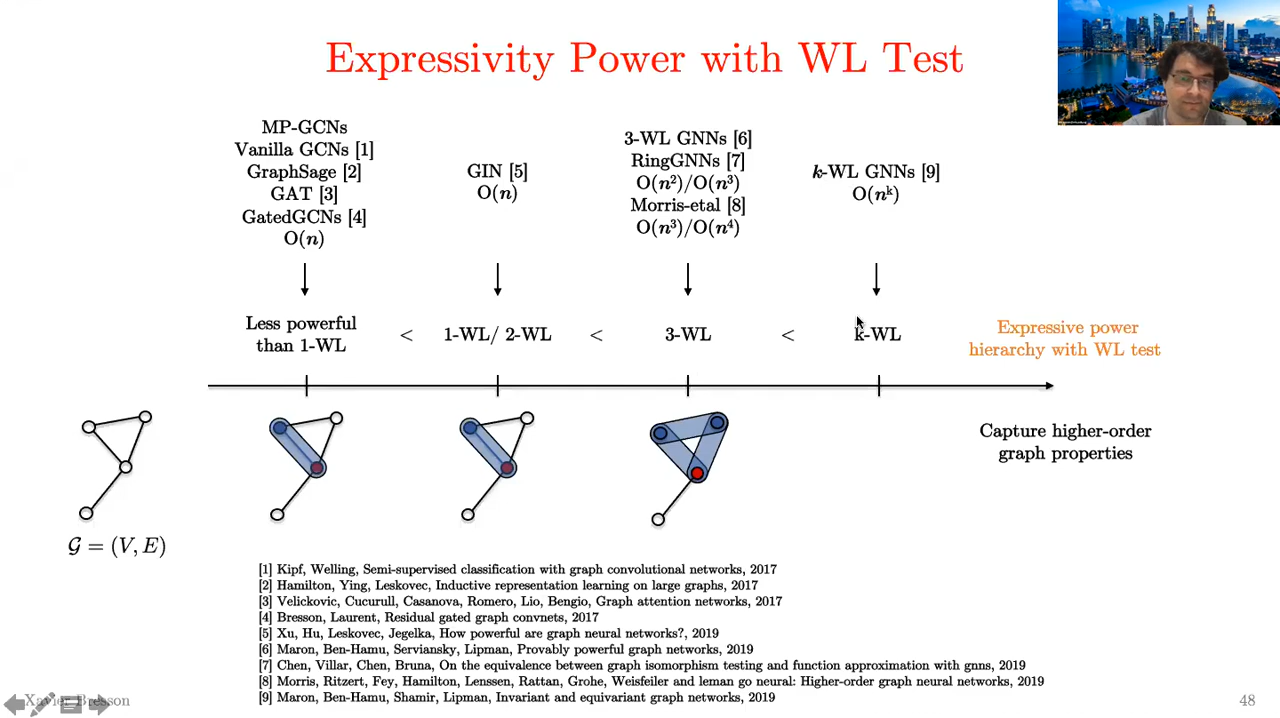 Expressivity Power with WL Test
MP-GCNs
Vanilla GCNs [1]
GraphSage [2]
GAT [3]
GatedGCNs [4]
O(n)
GIN [5]
O(n)
3-WL GNNs [6]
RingGNNs [7]
O(n²)/O(n³)
Morris-etal [8]
O(n³)/O(n⁴)
k-WL GNNs [9]
O(nᵏ)
Less powerful
than 1-WL
<
1-WL/ 2-WL
<
3-WL
<
k-WL
Expressive power
hierarchy with WL test
Capture higher-order
graph properties
𝒢 = (V, E)
[1] Kipf, Welling, Semi-supervised classification with graph convolutional networks, 2017
[2] Hamilton, Ying, Leskovec, Inductive representation learning on large graphs, 2017
[3] Velickovic, Cucurull, Casanova, Romero, Lio, Bengio, Graph attention networks, 2017
[4] Bresson, Laurent, Residual gated graph convnets, 2017
[5] Xu, Hu, Leskovec, Jegelka, How powerful are graph neural networks?, 2019
[6] Maron, Ben-Hamu, Serviansky, Lipman, Provably powerful graph networks, 2019
[7] Chen, Villar, Chen, Bruna, On the equivalence between graph isomorphism testing and function approximation with gnns, 2019
[8] Morris, Ritzert, Fey, Hamilton, Lenssen, Rattan, Grohe, Weisfeiler and leman go neural: Higher-order graph neural networks, 2019
[9] Maron, Ben-Hamu, Shamir, Lipman, Invariant and equivariant graph networks, 2019
Xavier Bresson
48